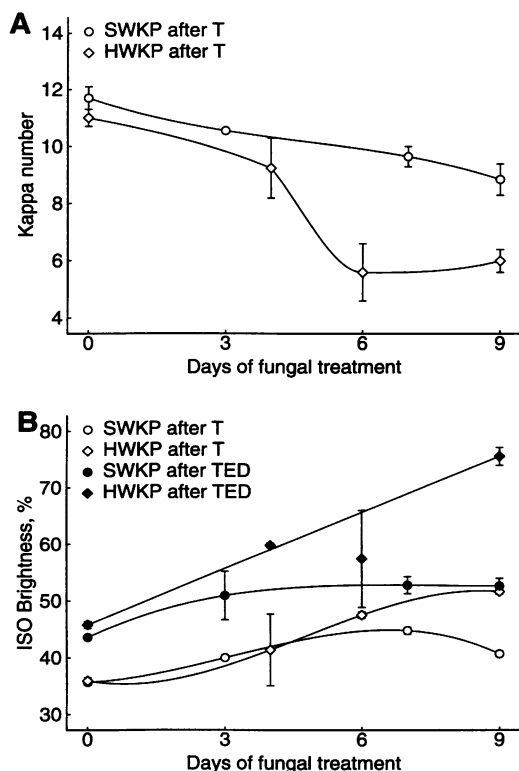 A
SWKP after T
HWKP after T
14
12
10
8
6
4
Kappa number
0 3 6 9
Days of fungal treatment
B
SWKP after T
HWKP after T
SWKP after TED
HWKP after TED
80
70
60
50
40
30
ISO Brightness, %
0 3 6 9
Days of fungal treatment